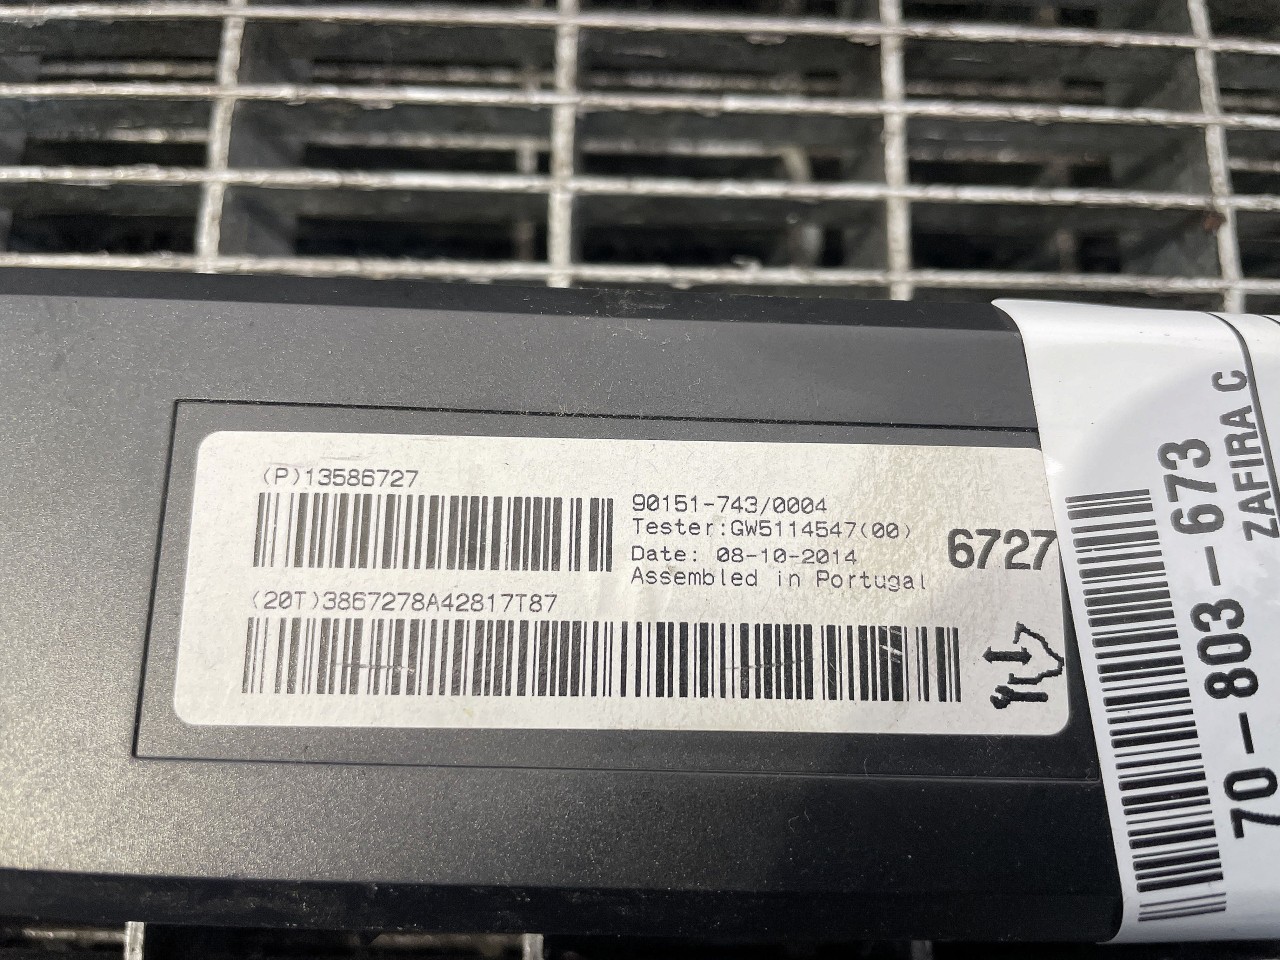 (P)13586727
90151-743/0004
Tester:GW5114547(00)
Date: 08-10-2014
Assembled in Portugal
6727
(20T)3867278A42817T87
70-803-673
ZAFIRA C